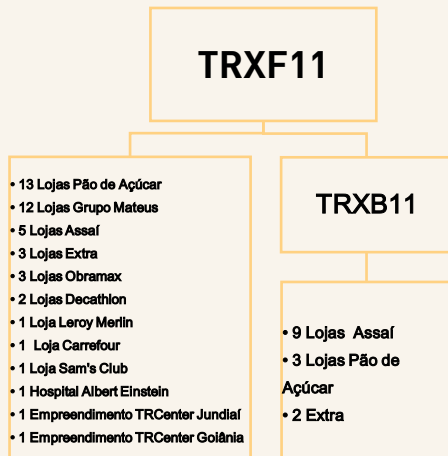 TRXF11
• 13 Lojas Pão de Açúcar
• 12 Lojas Grupo Mateus
• 5 Lojas Assaí
• 3 Lojas Extra
• 3 Lojas Obramax
• 2 Lojas Decathlon
• 1 Loja Leroy Merlin
• 1 Loja Carrefour
• 1 Loja Sam's Club
• 1 Hospital Albert Einstein
• 1 Empreendimento TRCenter Jundiaí
• 1 Empreendimento TRCenter Goiânia
TRXB11
• 9 Lojas Assaí
• 3 Lojas Pão de
Açúcar
• 2 Extra